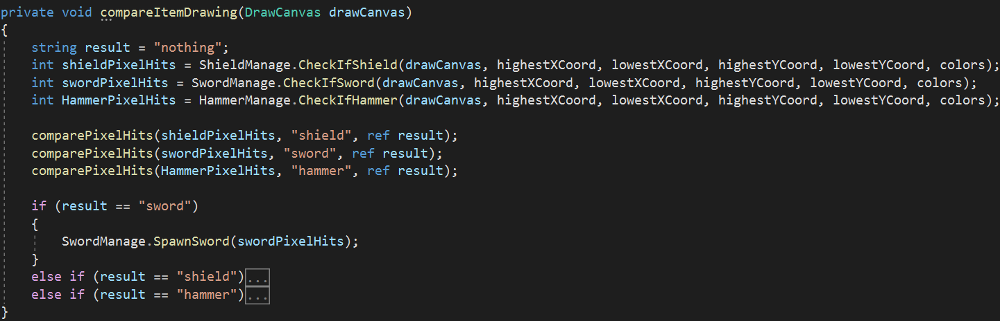 private void compareItemDrawing(DrawCanvas drawCanvas)
{
    string result = "nothing";
    int shieldPixelHits = ShieldManage.CheckIfShield(drawCanvas, highestXCoord, lowestXCoord, highestYCoord, lowestYCoord, colors);
    int swordPixelHits = SwordManage.CheckIfSword(drawCanvas, highestXCoord, lowestXCoord, highestYCoord, lowestYCoord, colors);
    int HammerPixelHits = HammerManage.CheckIfHammer(drawCanvas, highestXCoord, lowestXCoord, highestYCoord, lowestYCoord, colors);

    comparePixelHits(shieldPixelHits, "shield", ref result);
    comparePixelHits(swordPixelHits, "sword", ref result);
    comparePixelHits(HammerPixelHits, "hammer", ref result);

    if (result == "sword")
    {
        SwordManage.SpawnSword(swordPixelHits);
    }
    else if (result == "shield")...
    else if (result == "hammer")...
}